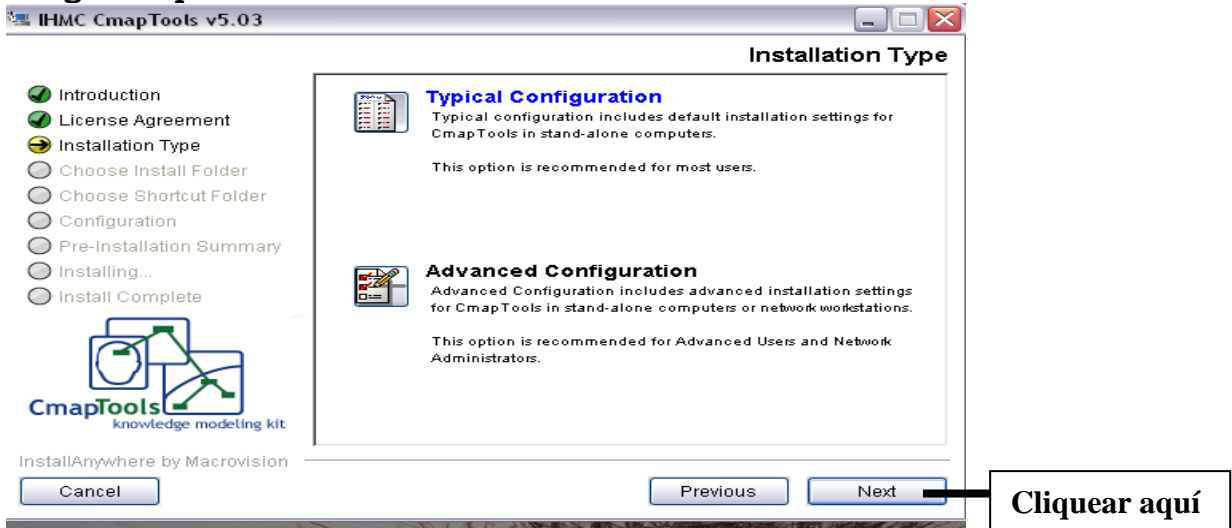 IHMC CmapTools v5.03
Installation Type
Introduction
License Agreement
Installation Type
Choose Install Folder
Choose Shortcut Folder
Configuration
Pre-Installation Summary
Installing...
Install Complete
CmapTools
knowledge modeling kit
Typical Configuration
Typical configuration includes default installation settings for
CmapTools in stand-alone computers.
This option is recommended for most users.
Advanced Configuration
Advanced Configuration includes advanced installation settings
for CmapTools in stand-alone computers or network workstations.
This option is recommended for Advanced Users and Network
Administrators.
InstallAnywhere by Macrovision
Cancel
Previous
Next
Cliquear aquí